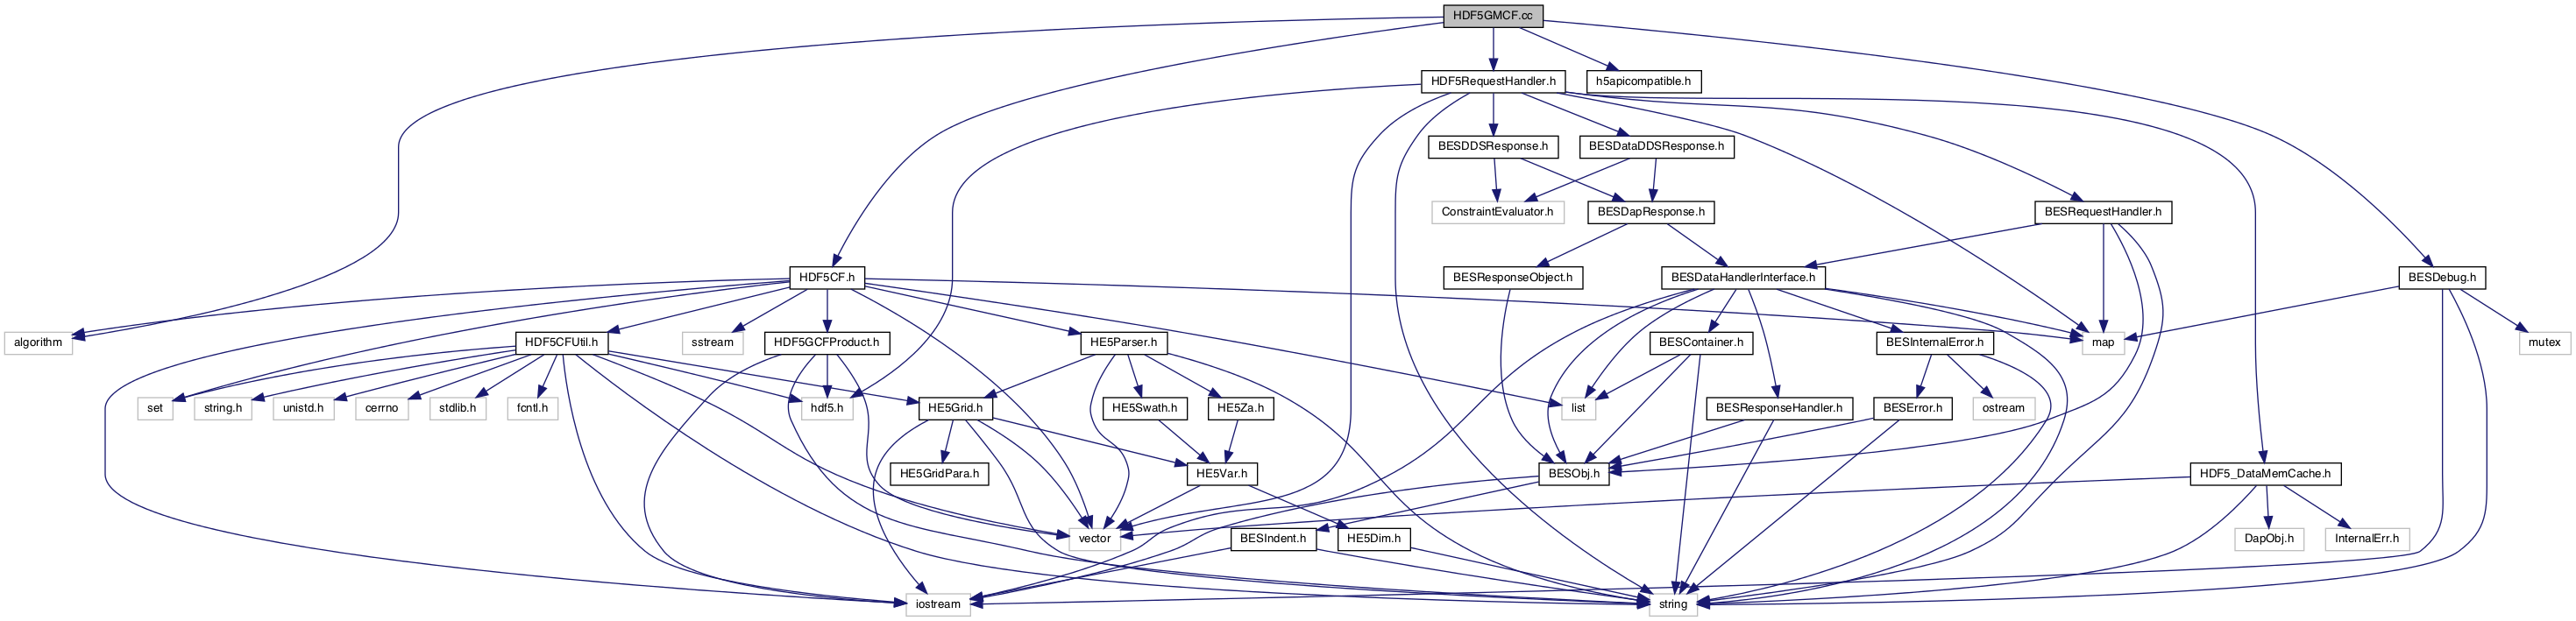 HDF5GMCF.cc
HDF5RequestHandler.h
h5apicompatible.h
BESDDSResponse.h
BESDataDDSResponse.h
ConstraintEvaluator.h
BESDapResponse.h
BESRequestHandler.h
HDF5CF.h
BESResponseObject.h
BESDataHandlerInterface.h
BESDebug.h
algorithm
HDF5CFUtil.h
sstream
HDF5GCFProduct.h
HE5Parser.h
BESContainer.h
BESInternalError.h
map
mutex
set
string.h
unistd.h
cerrno
stdlib.h
fcntl.h
hdf5.h
HE5Grid.h
HE5Swath.h
HE5Za.h
list
BESResponseHandler.h
BESError.h
ostream
HE5GridPara.h
HE5Var.h
BESObj.h
HDF5_DataMemCache.h
vector
BESIndent.h
HE5Dim.h
DapObj.h
InternalErr.h
iostream
string